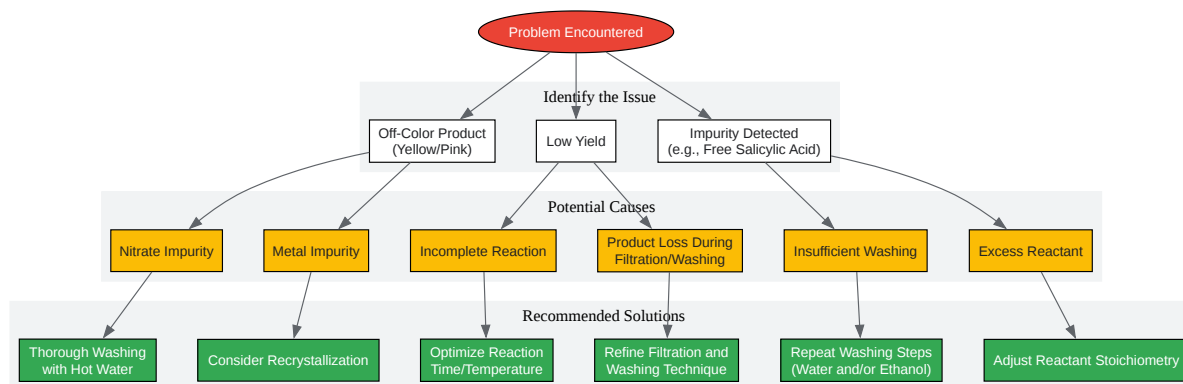 Problem Encountered
Identify the Issue
Off-Color Product
(Yellow/Pink)
Low Yield
Impurity Detected
(e.g., Free Salicylic Acid)
Potential Causes
Nitrate Impurity
Metal Impurity
Incomplete Reaction
Product Loss During
Filtration/Washing
Insufficient Washing
Excess Reactant
Recommended Solutions
Thorough Washing
with Hot Water
Consider Recrystallization
Optimize Reaction
Time/Temperature
Refine Filtration and
Washing Technique
Repeat Washing Steps
(Water and/or Ethanol)
Adjust Reactant Stoichiometry